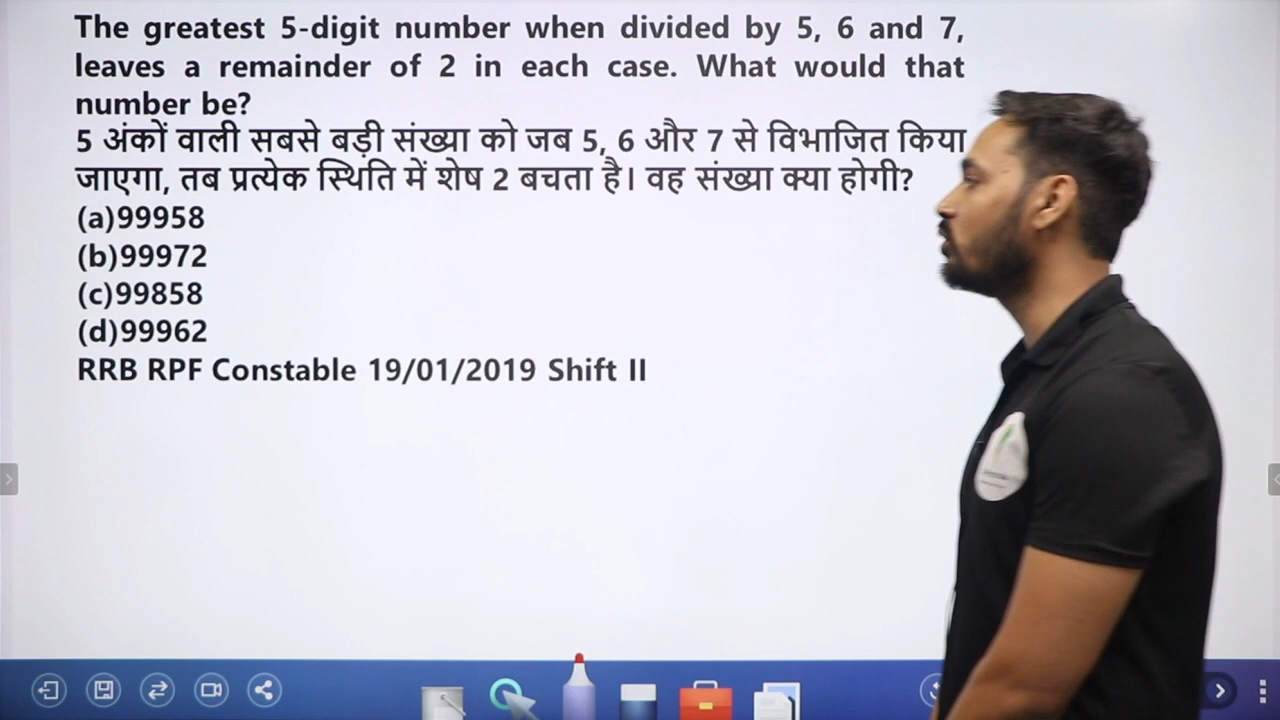 The greatest 5-digit number when divided by 5, 6 and 7,
leaves a remainder of 2 in each case. What would that
number be?
5 अंकों वाली सबसे बड़ी संख्या को जब 5, 6 और 7 से विभाजित किया
जाएगा, तब प्रत्येक स्थिति में शेष 2 बचता है। वह संख्या क्या होगी?
(a)99958
(b)99972
(c)99858
(d)99962
RRB RPF Constable 19/01/2019 Shift II